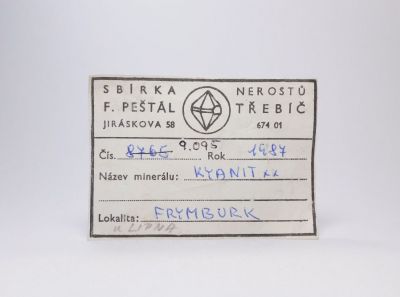 SBÍRKA NEROSTŮ
F. PEŠTÁL TŘEBÍČ
JIRÁSKOVA 58 674 01
9.095
Čís. 8765 Rok 1987
Název minerálu: KYANIT xx
Lokalita: FRYMBURK
u LIPNA